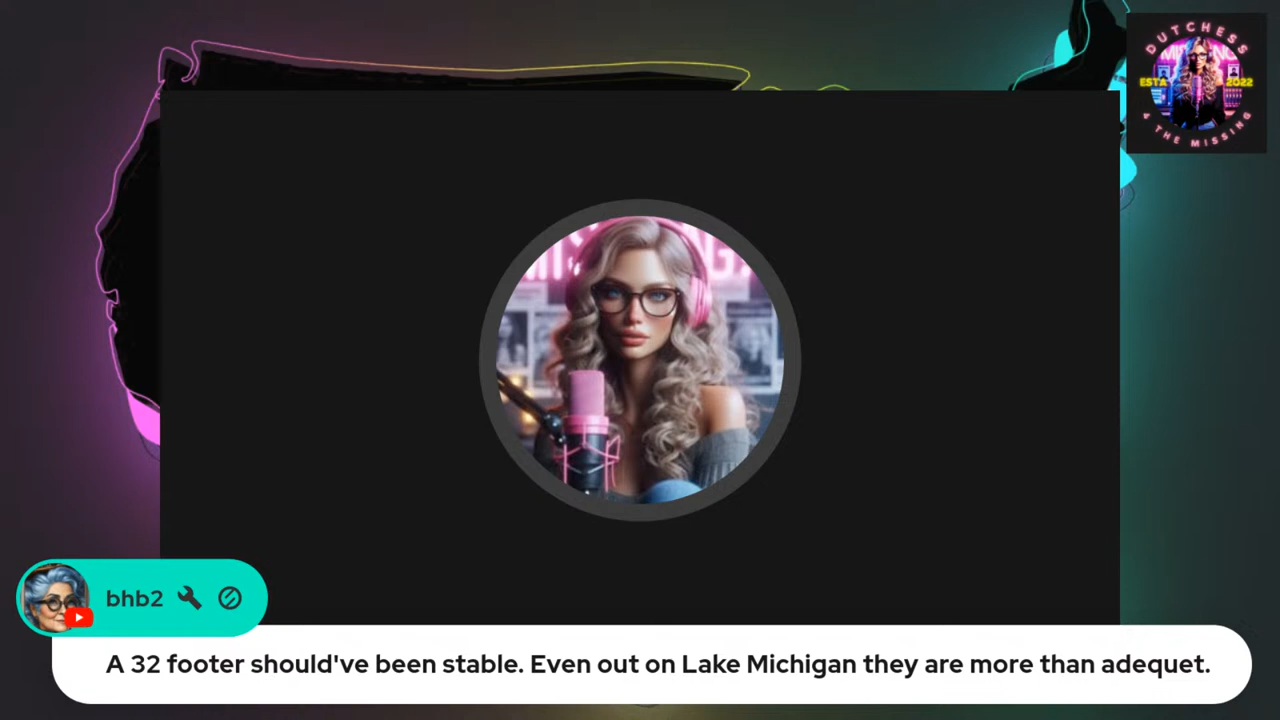 DUTCHESS
ESTA 2022
& THE MISSING
bhb2
A 32 footer should've been stable. Even out on Lake Michigan they are more than adequet.